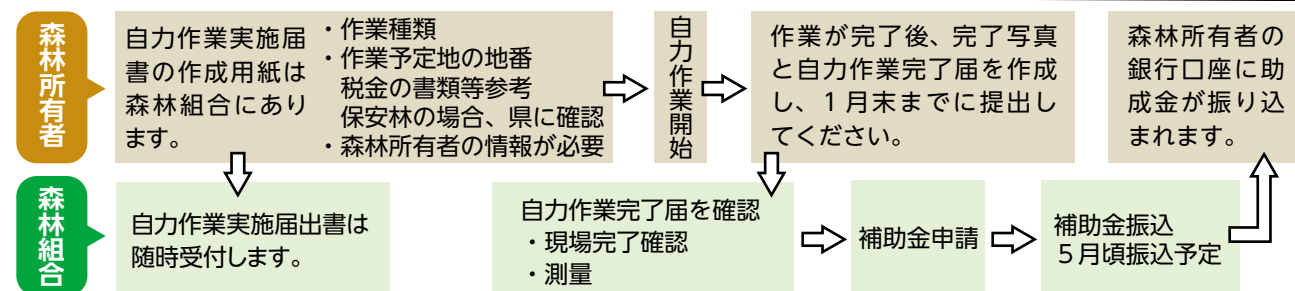 森林所有者
自力作業実施届
書の作成用紙は
森林組合にあり
ます。
・作業種類
・作業予定地の地番
税金の書類等参考
保安林の場合、県に確認
・森林所有者の情報が必要
自力作業開始
作業が完了後、完了写真
と自力作業完了届を作成
し、１月末までに提出し
てください。
森林所有者の
銀行口座に助
成金が振り込
まれます。
森林組合
自力作業実施届出書は
随時受付します。
自力作業完了届を確認
・現場完了確認
・測量
補助金申請
補助金振込
５月頃振込予定